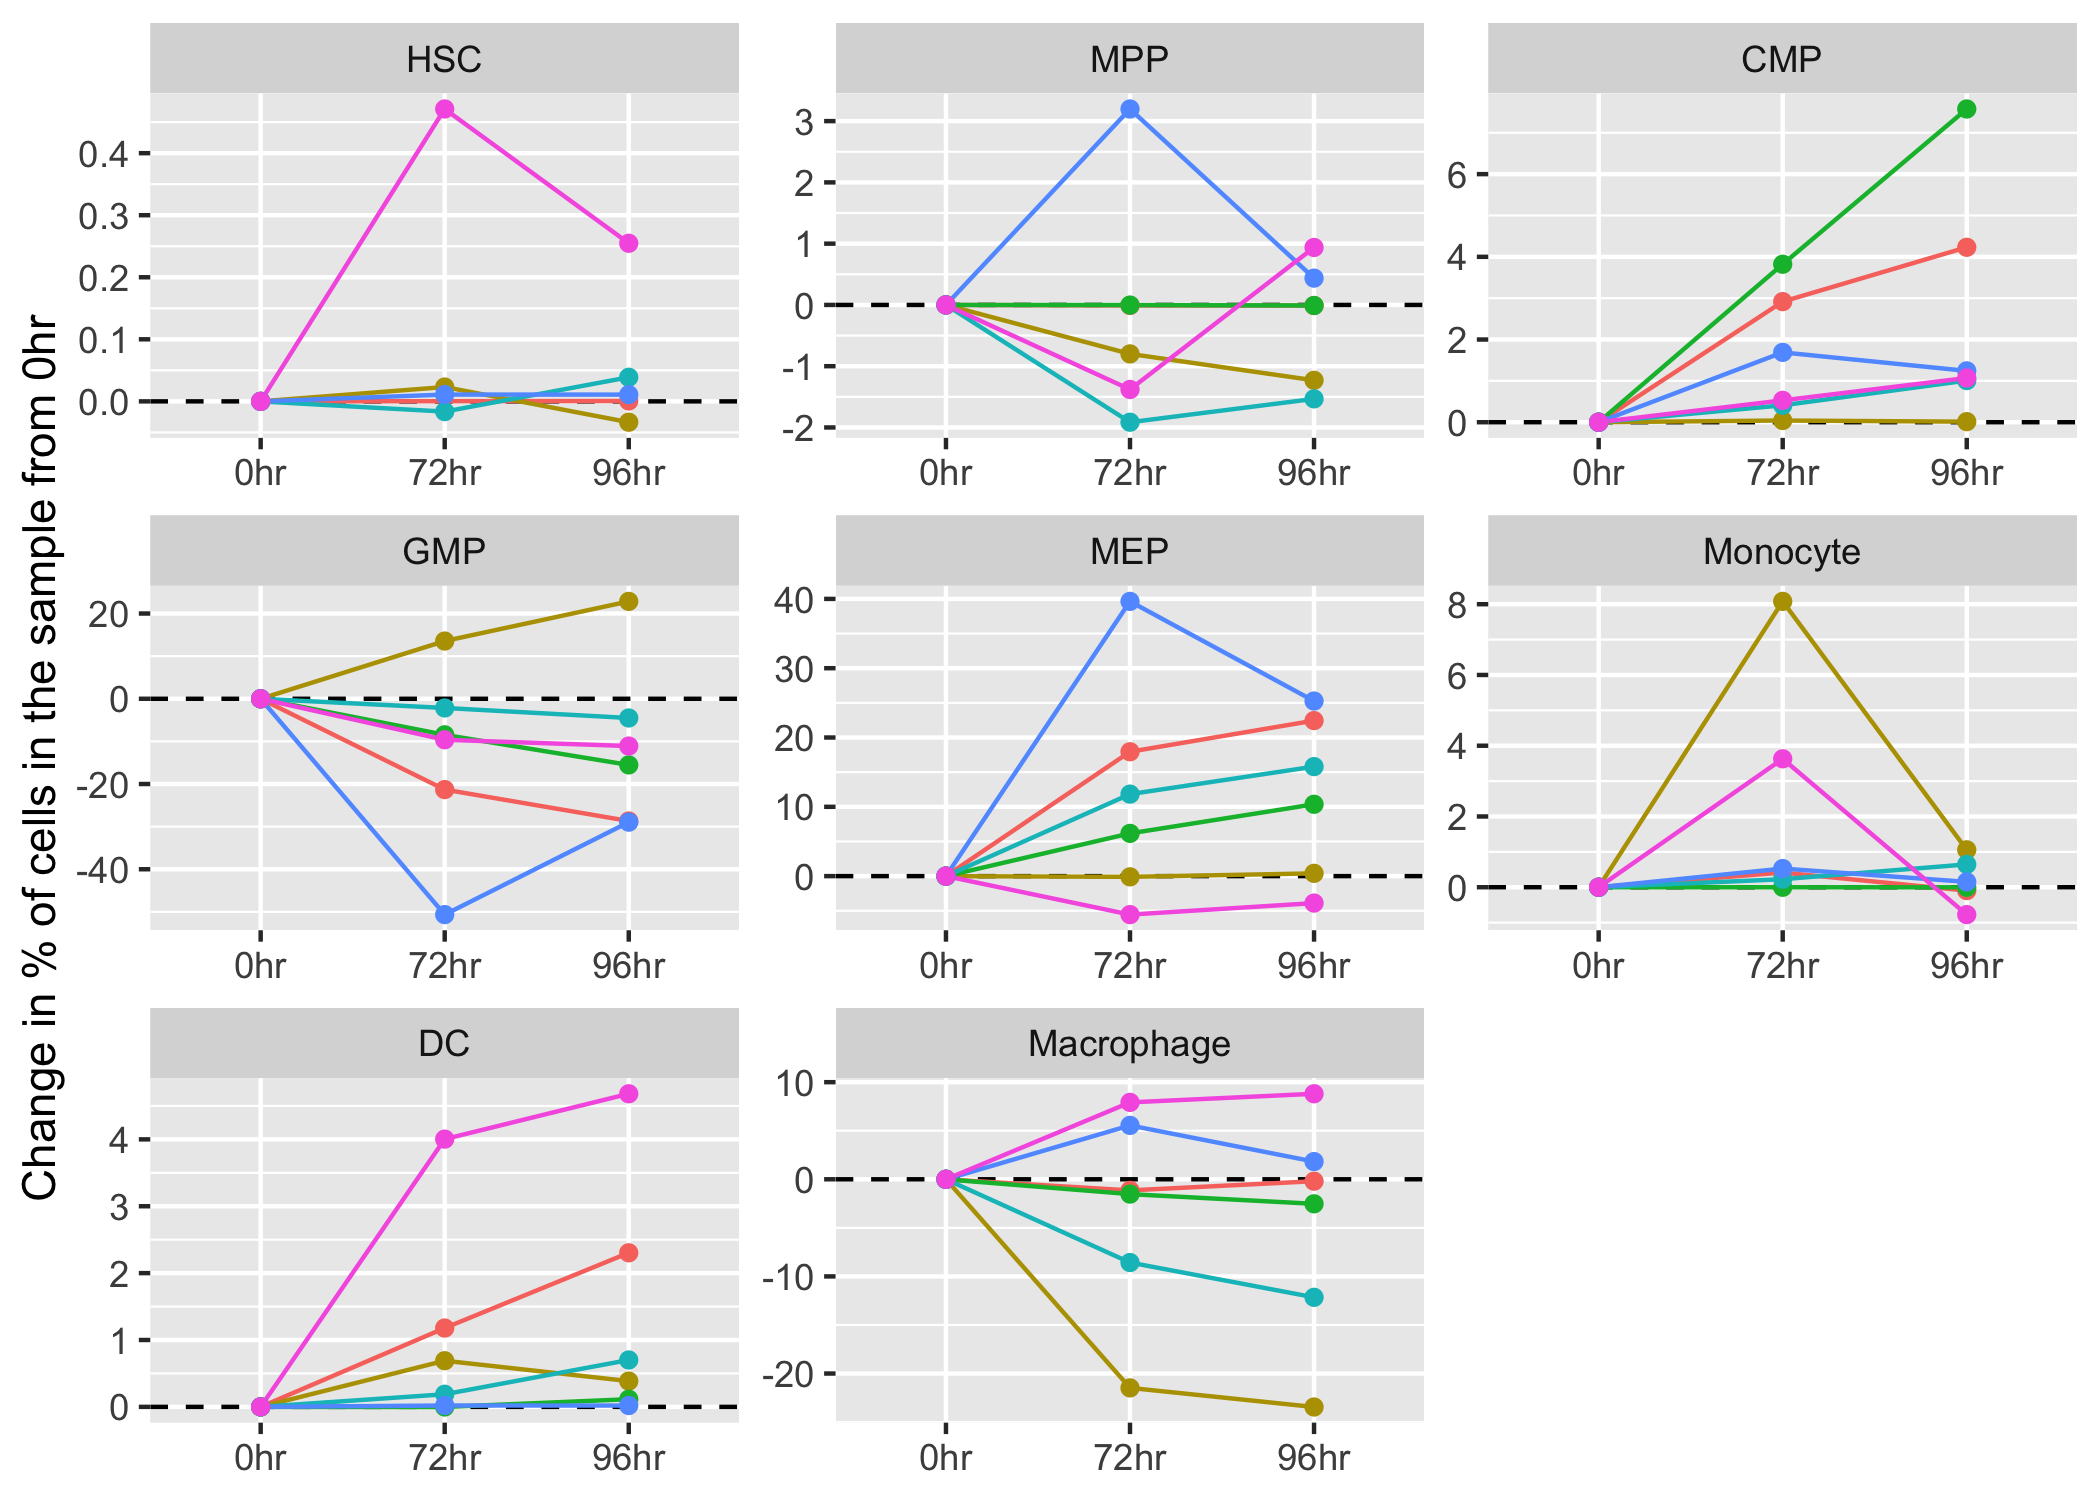 Change in % of cells in the sample from 0hr
HSC
0.4
0.3
0.2
0.1
0.0
0hr 72hr 96hr
MPP
3
2
1
0
-1
-2
0hr 72hr 96hr
CMP
6
4
2
0
0hr 72hr 96hr
GMP
20
0
-20
-40
0hr 72hr 96hr
MEP
40
30
20
10
0
0hr 72hr 96hr
Monocyte
8
6
4
2
0
0hr 72hr 96hr
DC
4
3
2
1
0
0hr 72hr 96hr
Macrophage
10
0
-10
-20
0hr 72hr 96hr